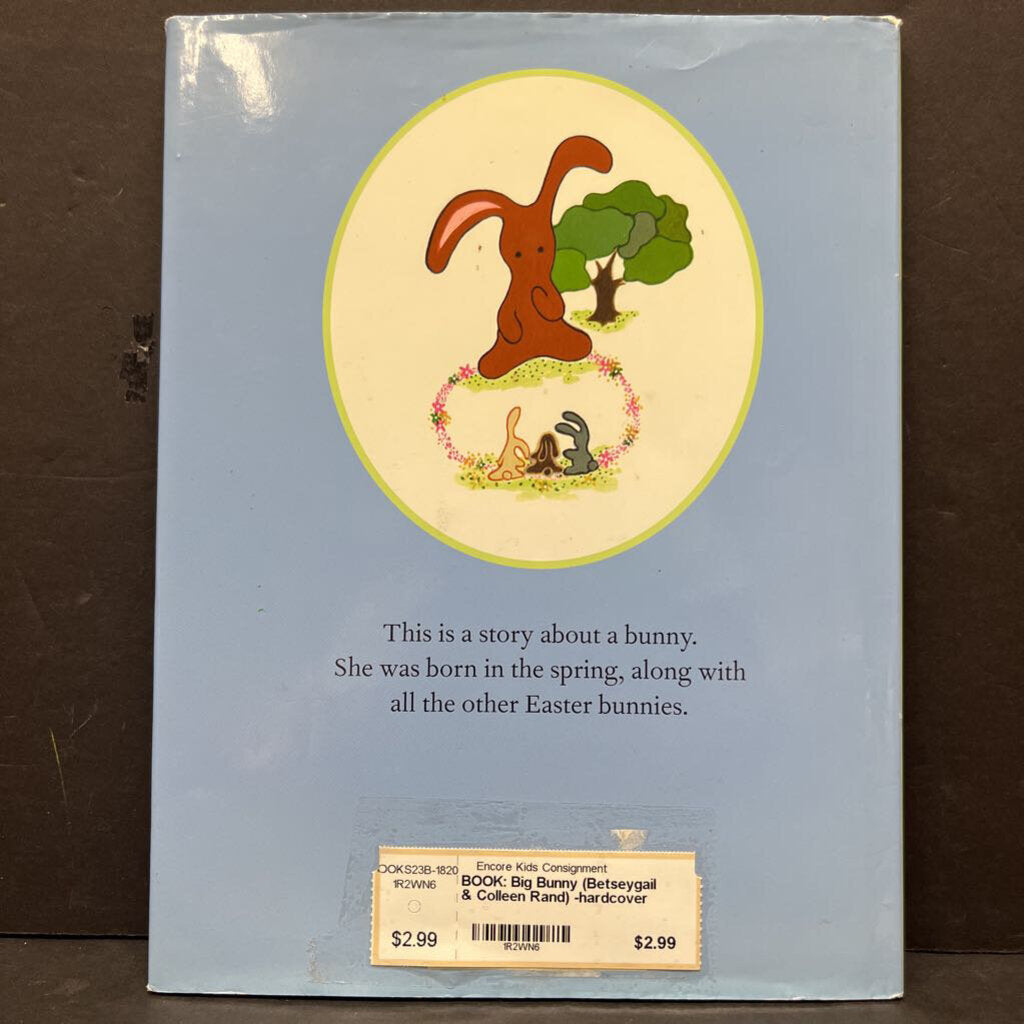 This is a story about a bunny.
She was born in the spring, along with
all the other Easter bunnies.
OOKS23B-1820
1R2WN6
$2.99
Encore Kids Consignment
BOOK: Big Bunny (Betseygail
& Colleen Rand) -hardcover
1R2WN6
$2.99